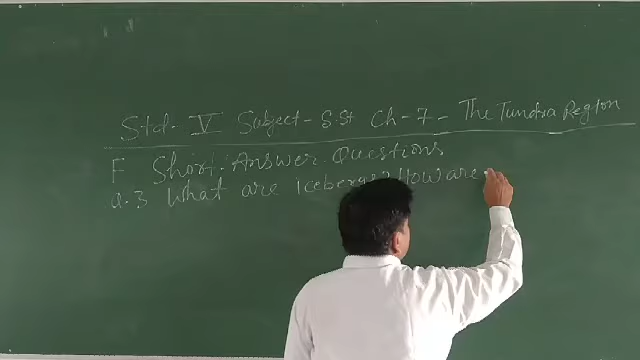 Std- V Subject- S.St Ch-7- The Tundra Region
F Short Answer Questions
Q.3 What are icebergs? How are